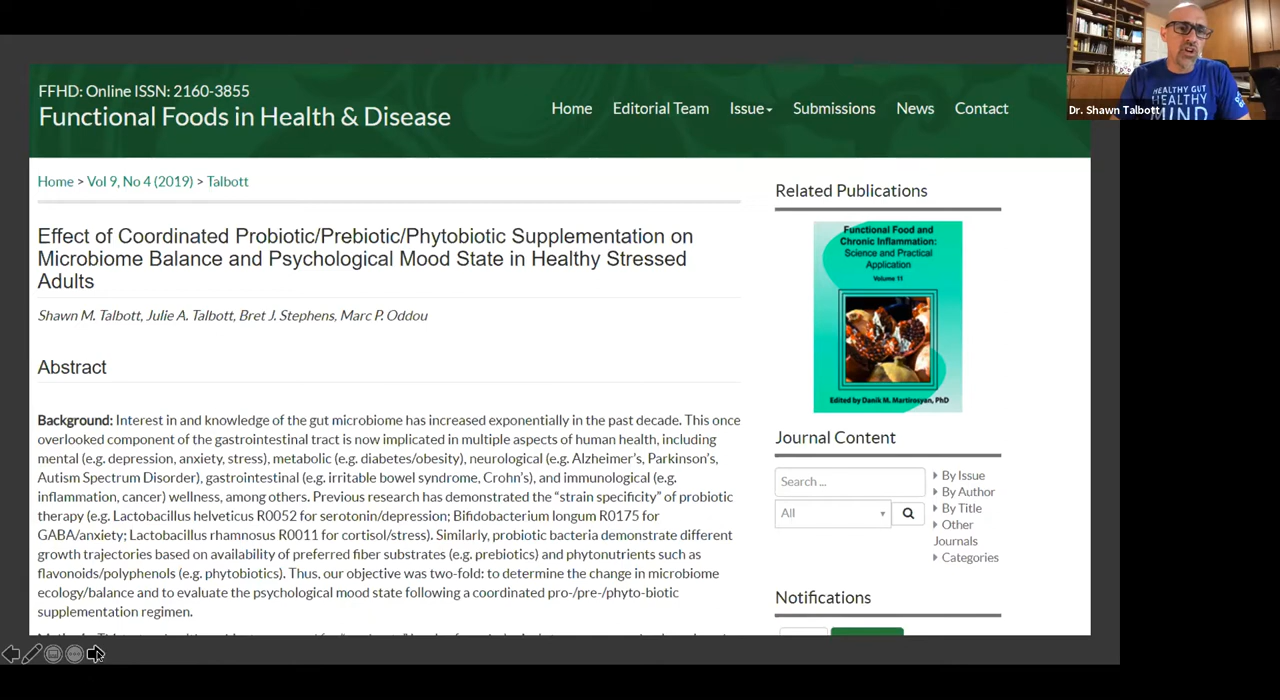 FFHD: Online ISSN: 2160-3855
Functional Foods in Health & Disease
Home
Editorial Team
Issue
Submissions
News
Contact
HEALTHY GUT
HEALTHY
MIND
Dr. Shawn Talbott
Home > Vol 9, No 4 (2019) > Talbott
Effect of Coordinated Probiotic/Prebiotic/Phytobiotic Supplementation on
Microbiome Balance and Psychological Mood State in Healthy Stressed
Adults
Shawn M. Talbott, Julie A. Talbott, Bret J. Stephens, Marc P. Oddou
Abstract
Background: Interest in and knowledge of the gut microbiome has increased exponentially in the past decade. This once
overlooked component of the gastrointestinal tract is now implicated in multiple aspects of human health, including
mental (e.g. depression, anxiety, stress), metabolic (e.g. diabetes/obesity), neurological (e.g. Alzheimer's, Parkinson's,
Autism Spectrum Disorder), gastrointestinal (e.g. irritable bowel syndrome, Crohn's), and immunological (e.g.
inflammation, cancer) wellness, among others. Previous research has demonstrated the “strain specificity” of probiotic
therapy (e.g. Lactobacillus helveticus R0052 for serotonin/depression; Bifidobacterium longum R0175 for
GABA/anxiety; Lactobacillus rhamnosus R0011 for cortisol/stress). Similarly, probiotic bacteria demonstrate different
growth trajectories based on availability of preferred fiber substrates (e.g. prebiotics) and phytonutrients such as
flavonoids/polyphenols (e.g. phytobiotics). Thus, our objective was two-fold: to determine the change in microbiome
ecology/balance and to evaluate the psychological mood state following a coordinated pro-/pre-/phyto-biotic
supplementation regimen.
Related Publications
Functional Food and
Chronic Inflammation:
Science and Practical
Application
Volume 11
Edited by Danik M. Martirosyan, PhD
Journal Content
Search ...
All
By Issue
By Author
By Title
Other
Journals
Categories
Notifications